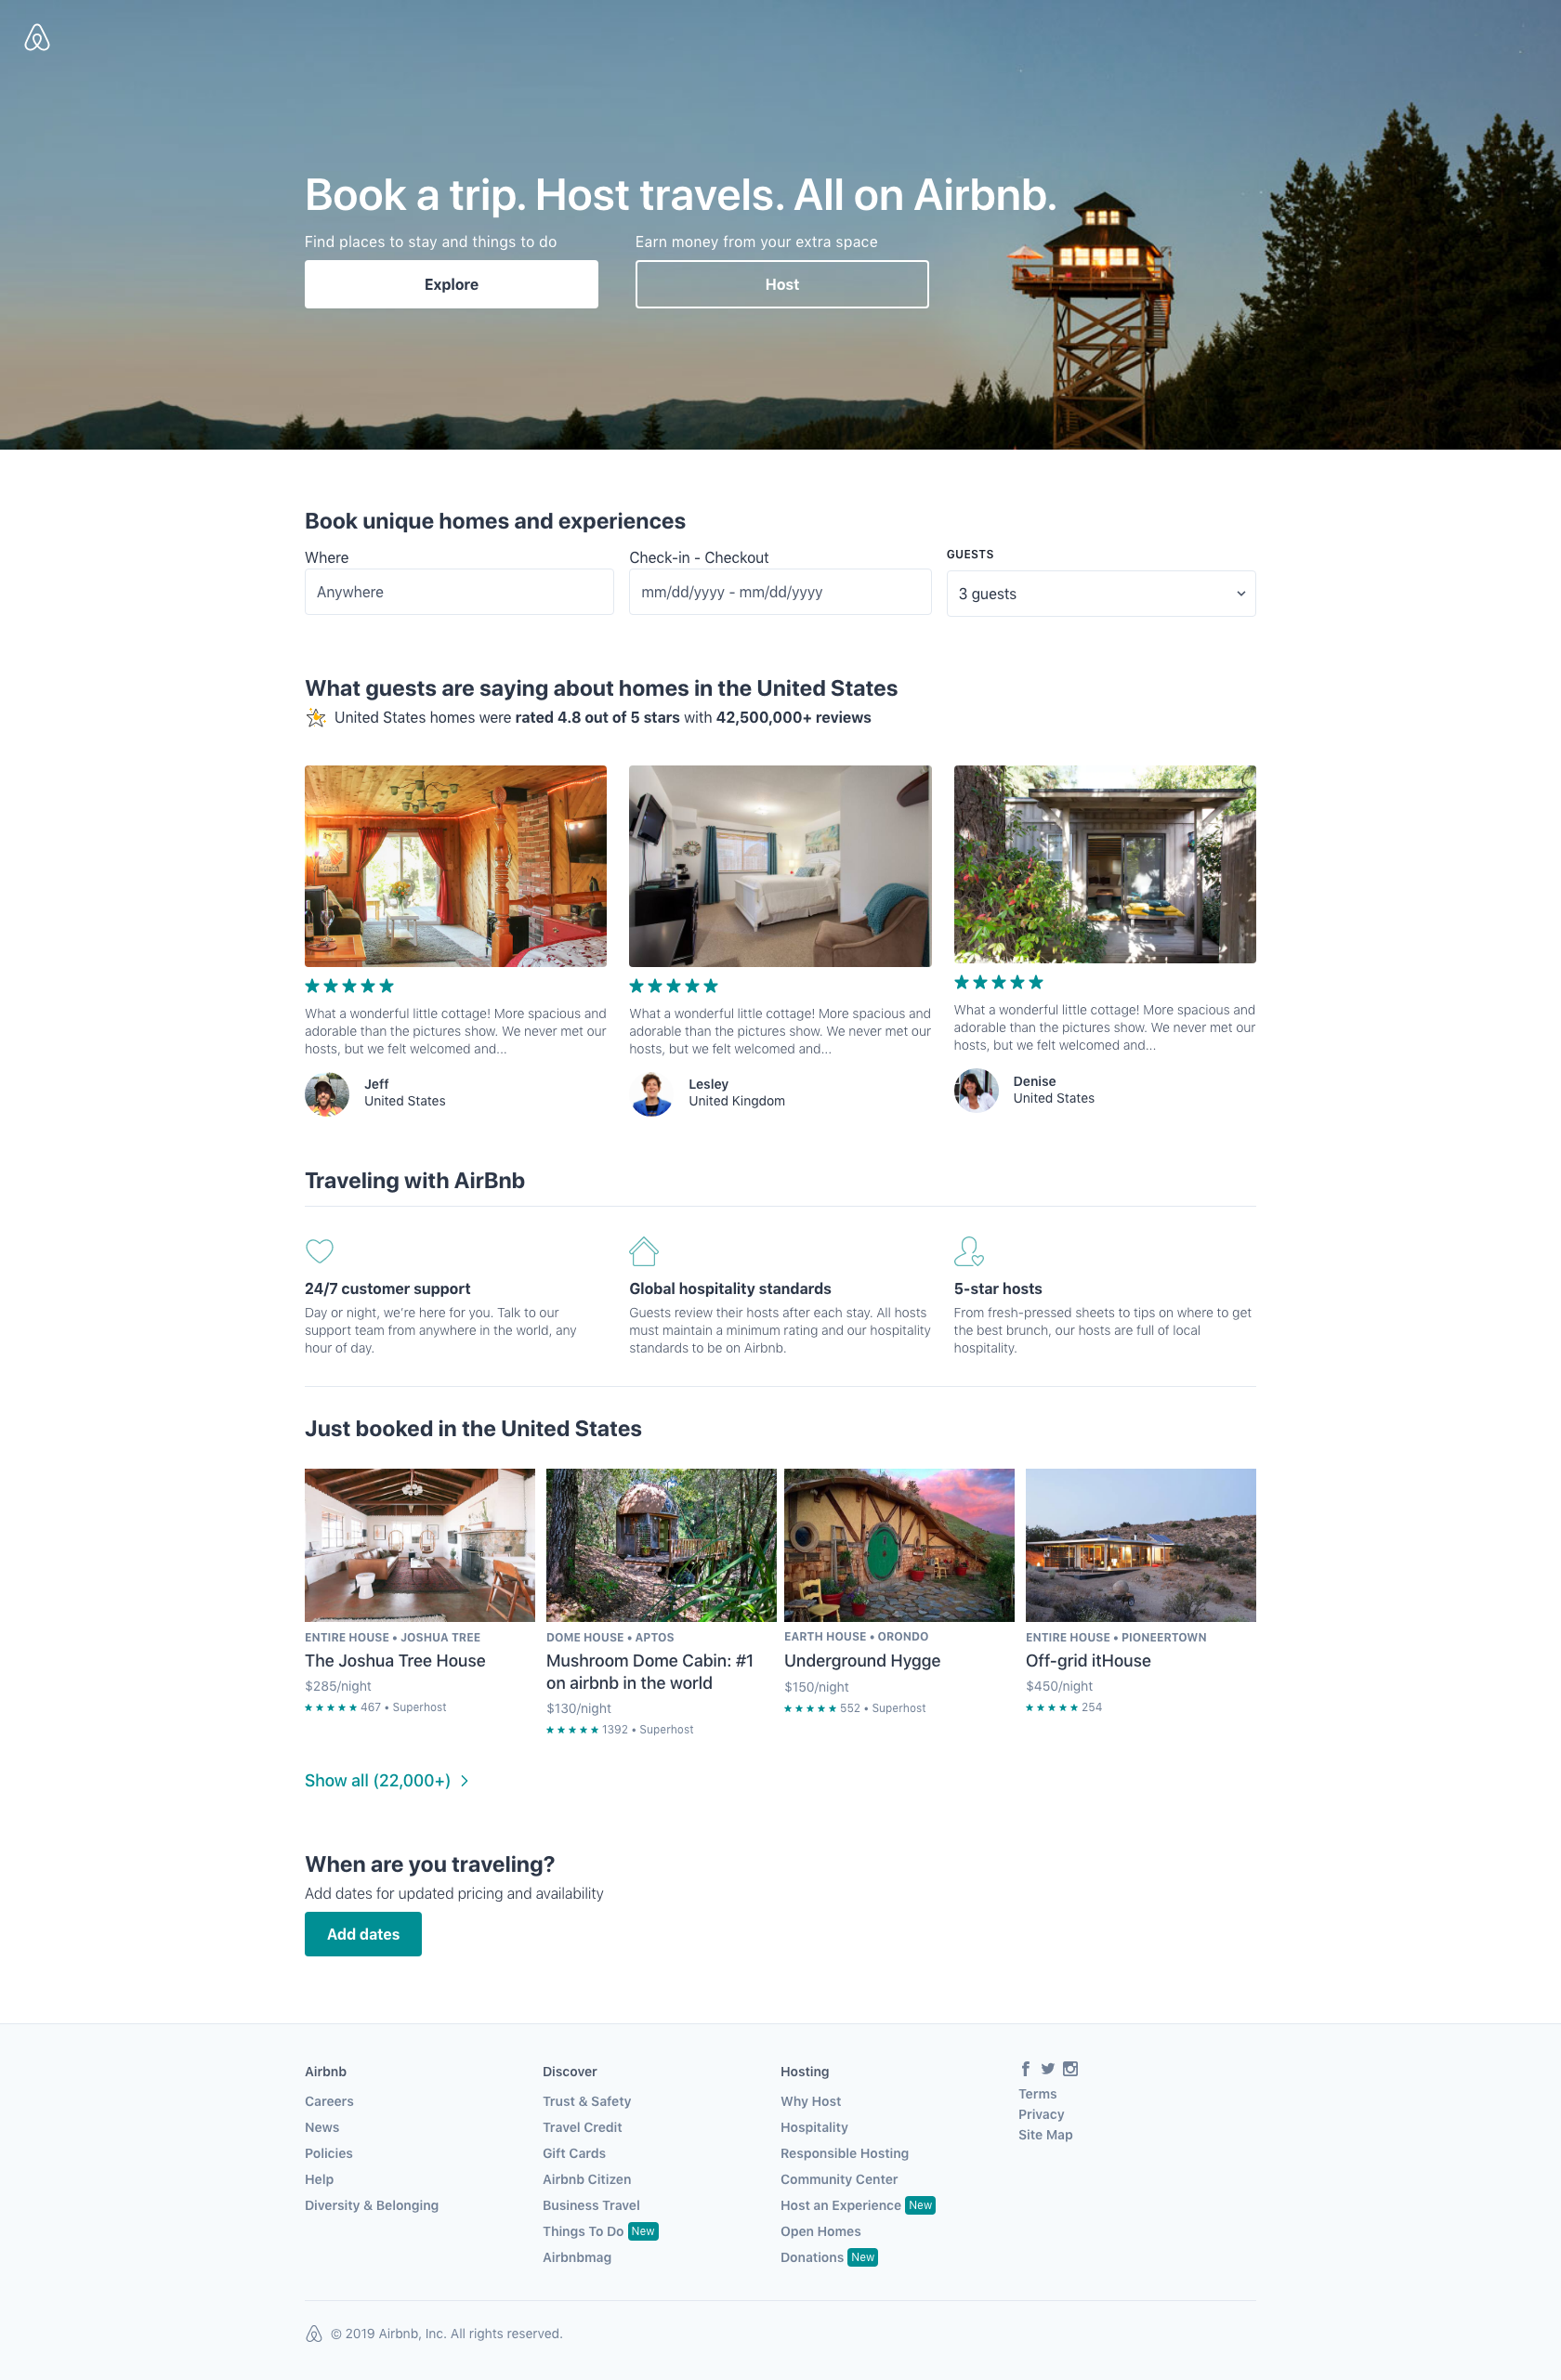 Book a trip. Host travels. All on Airbnb.
Find places to stay and things to do
Explore
Earn money from your extra space
Host
Book unique homes and experiences
Where
Anywhere
Check-in - Checkout
mm/dd/yyyy - mm/dd/yyyy
GUESTS
3 guests
What guests are saying about homes in the United States
United States homes were rated 4.8 out of 5 stars with 42,500,000+ reviews
What a wonderful little cottage! More spacious and
adorable than the pictures show. We never met our
hosts, but we felt welcomed and...
Jeff
United States
What a wonderful little cottage! More spacious and
adorable than the pictures show. We never met our
hosts, but we felt welcomed and...
Lesley
United Kingdom
What a wonderful little cottage! More spacious and
adorable than the pictures show. We never met our
hosts, but we felt welcomed and...
Denise
United States
Traveling with AirBnb
24/7 customer support
Day or night, we're here for you. Talk to our
support team from anywhere in the world, any
hour of day.
Global hospitality standards
Guests review their hosts after each stay. All hosts
must maintain a minimum rating and our hospitality
standards to be on Airbnb.
5-star hosts
From fresh-pressed sheets to tips on where to get
the best brunch, our hosts are full of local
hospitality.
Just booked in the United States
ENTIRE HOUSE • JOSHUA TREE
The Joshua Tree House
$285/night
467 • Superhost
DOME HOUSE • APTOS
Mushroom Dome Cabin: #1
on airbnb in the world
$130/night
1392 • Superhost
EARTH HOUSE • ORONDO
Underground Hygge
$150/night
552 • Superhost
ENTIRE HOUSE • PIONEERTOWN
Off-grid itHouse
$450/night
254
Show all (22,000+)
When are you traveling?
Add dates for updated pricing and availability
Add dates
Airbnb
Careers
News
Policies
Help
Diversity & Belonging
Discover
Trust & Safety
Travel Credit
Gift Cards
Airbnb Citizen
Business Travel
Things To Do New
Airbnbmag
Hosting
Why Host
Hospitality
Responsible Hosting
Community Center
Host an Experience New
Open Homes
Donations New
Terms
Privacy
Site Map
© 2019 Airbnb, Inc. All rights reserved.